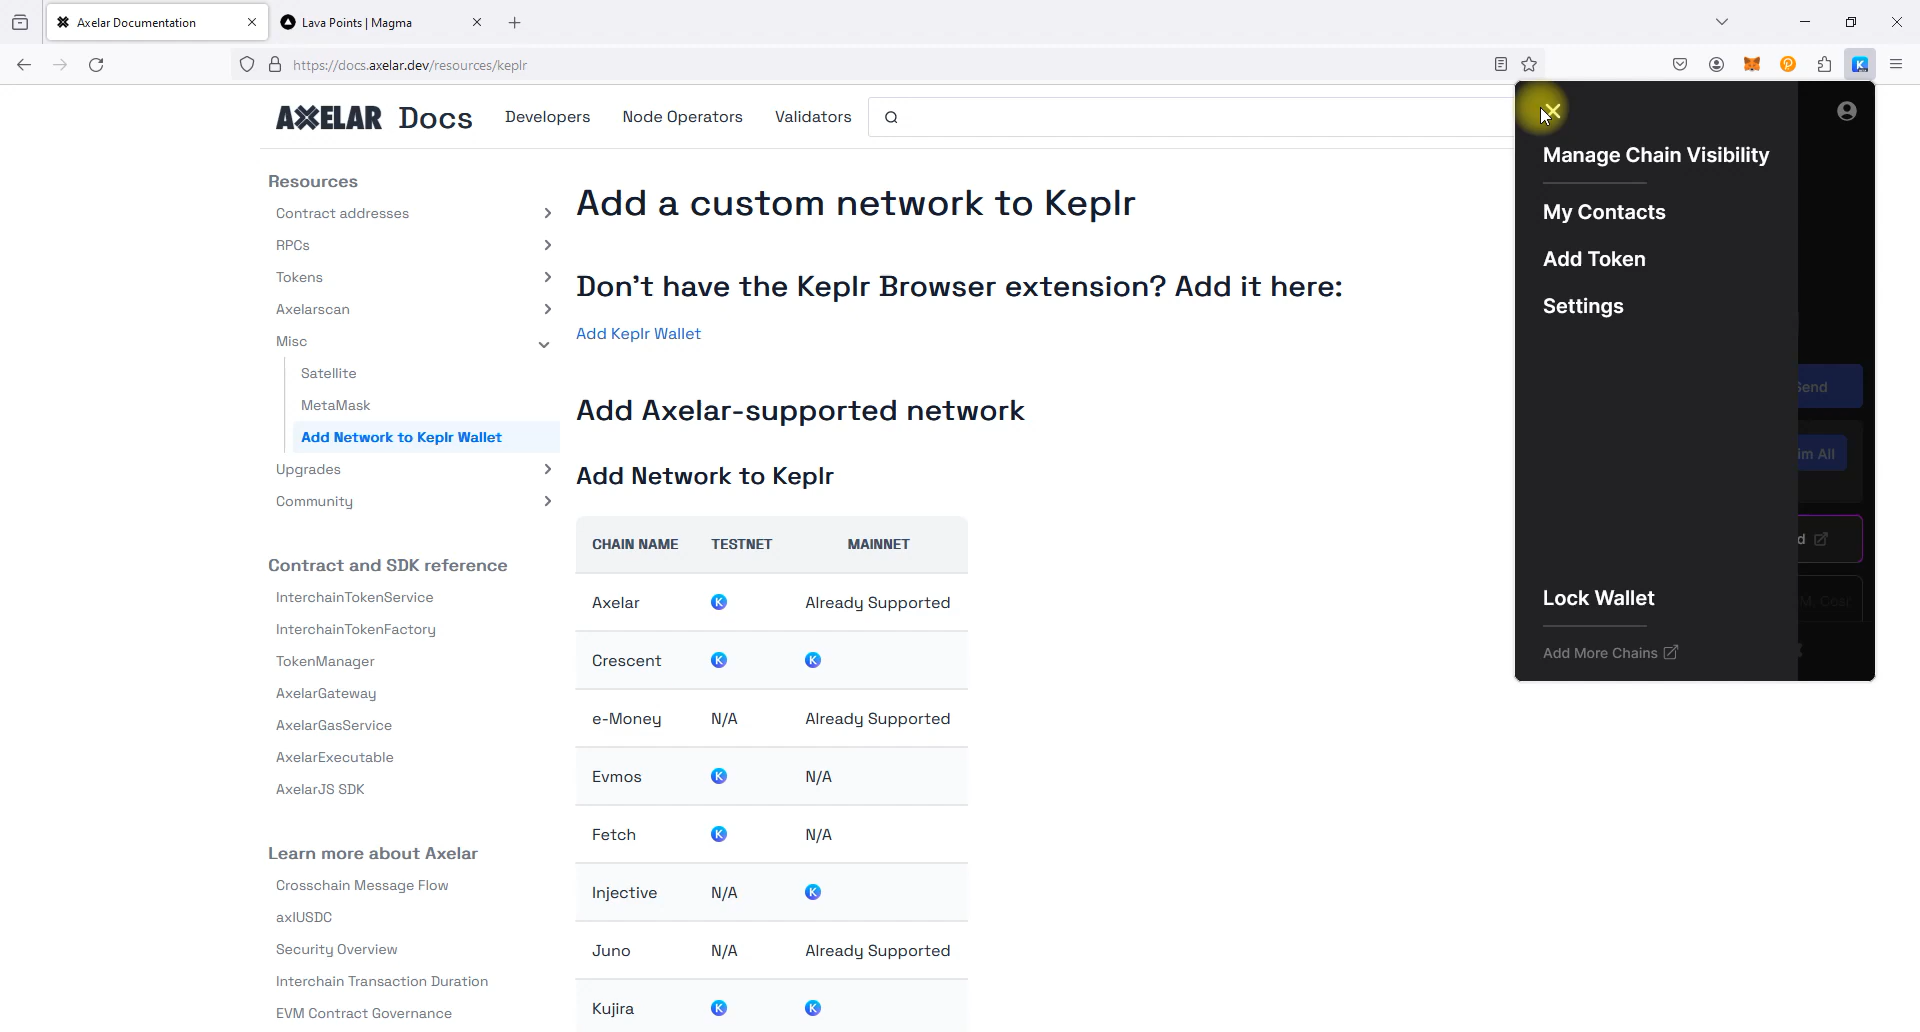 Axelar Documentation
Lava Points | Magma
https://docs.axelar.dev/resources/keplr
AXELAR Docs
Developers
Node Operators
Validators
Resources
Contract addresses
RPCs
Tokens
Axelarscan
Misc
Satellite
MetaMask
Add Network to Keplr Wallet
Upgrades
Community
Contract and SDK reference
InterchainTokenService
InterchainTokenFactory
TokenManager
AxelarGateway
AxelarGasService
AxelarExecutable
AxelarJS SDK
Learn more about Axelar
Crosschain Message Flow
axlUSDC
Security Overview
Interchain Transaction Duration
EVM Contract Governance
Add a custom network to Keplr
Don't have the Keplr Browser extension? Add it here:
Add Keplr Wallet
Add Axelar-supported network
Add Network to Keplr
CHAIN NAME TESTNET MAINNET
Axelar K Already Supported
Crescent K K
e-Money N/A Already Supported
Evmos K N/A
Fetch K N/A
Injective N/A K
Juno N/A Already Supported
Kujira K K
Manage Chain Visibility
My Contacts
Add Token
Settings
Lock Wallet
Add More Chains
Send
im All
d